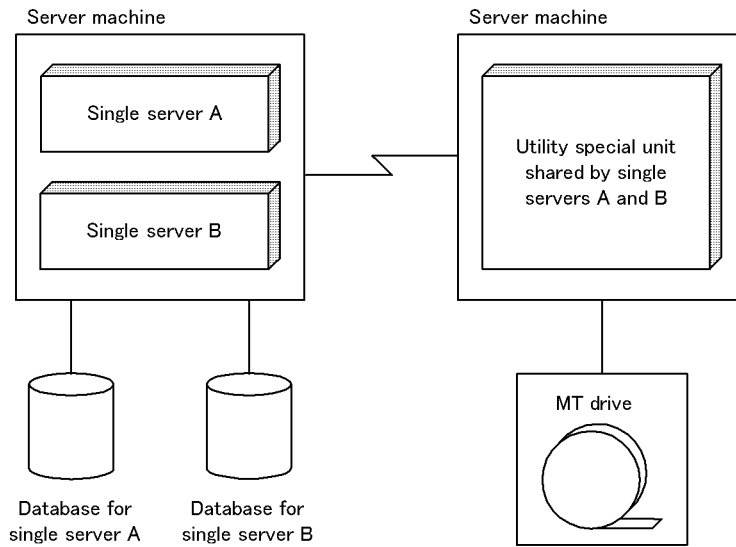 Server machine
Single server A
Single server B
Server machine
Utility special unit
shared by single
servers A and B
Database for
single server A
Database for
single server B
MT drive